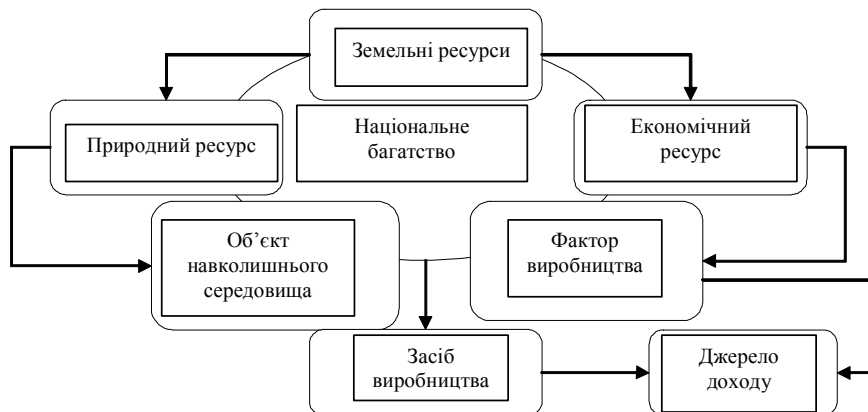 Земельні ресурси
Природний ресурс
Національне
багатство
Економічний
ресурс
Об’єкт
навколишнього
середовища
Фактор
виробництва
Засіб
виробництва
Джерело
доходу